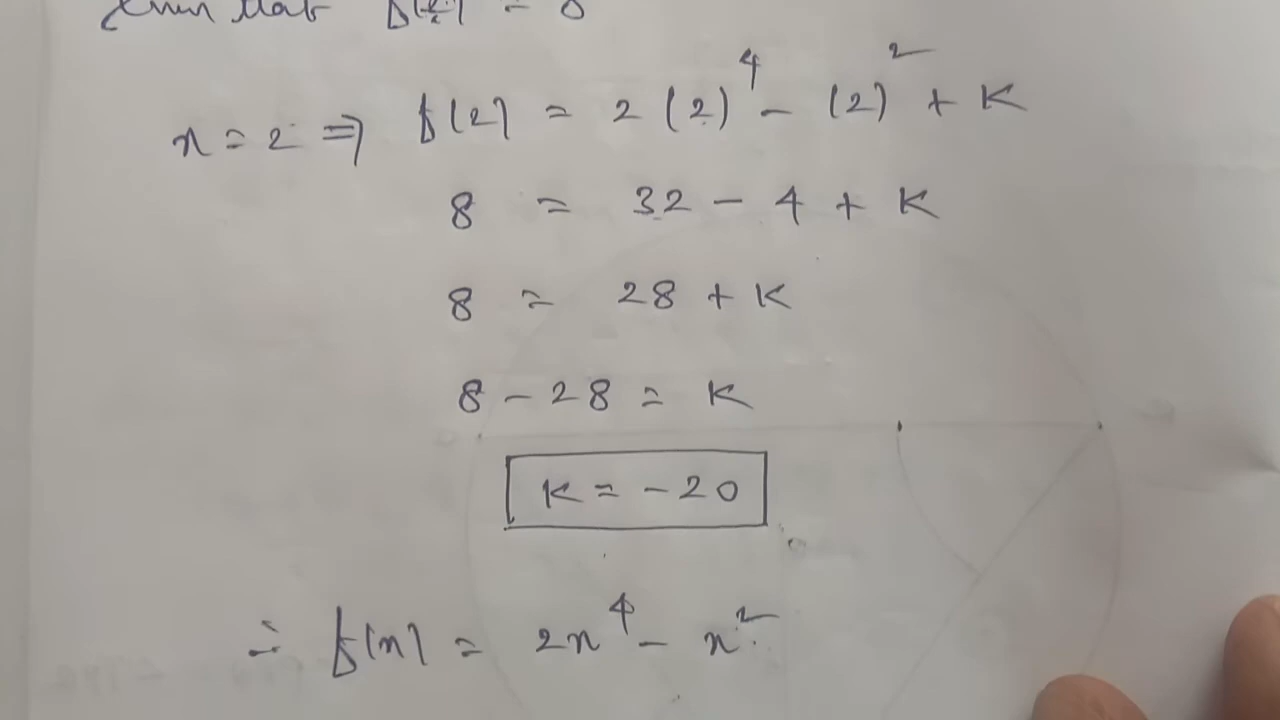 x = 2 ⇒ f(2) = 2(2)⁴ - (2)² + K
8 = 32 - 4 + K
8 = 28 + K
8 - 28 = K
K = -20
∴ f(x) = 2x⁴ - x²